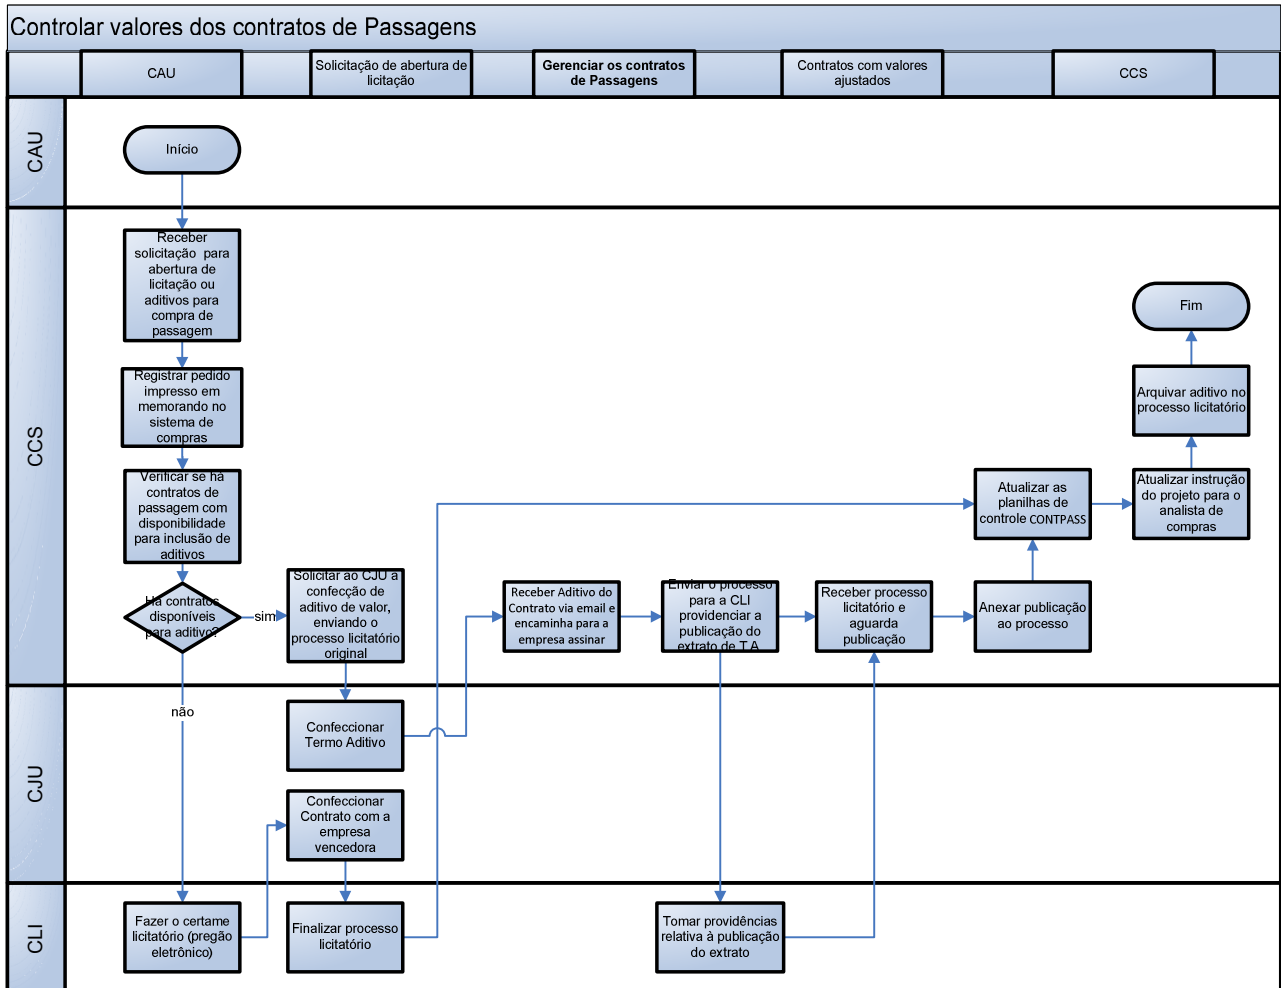 Controlar valores dos contratos de Passagens
CAU
Solicitação de abertura de
licitação
Gerenciar os contratos
de Passagens
Contratos com valores
ajustados
CCS
CAU
Início
CCS
Receber
solicitação para
abertura de
licitação ou
aditivos para
compra de
passagem
Registrar pedido
impresso em
memorando no
sistema de
compras
Verificar se há
contratos de
passagem com
disponibilidade
para inclusão de
aditivos
Há contratos
disponíveis
para aditivo?
sim
não
Solicitar ao CJU a
confecção de
aditivo de valor,
enviando o
processo licitatório
original
Receber Aditivo do
Contrato via email e
encaminha para a
empresa assinar
Enviar o processo
para a CLI
providenciar a
publicação do
extrato de T.A
Receber processo
licitatório e
aguarda
publicação
Anexar publicação
ao processo
Atualizar as
planilhas de
controle CONTPASS
Atualizar instrução
do projeto para o
analista de
compras
Arquivar aditivo no
processo licitatório
Fim
CJU
Confeccionar
Termo Aditivo
Confeccionar
Contrato com a
empresa
vencedora
CLI
Fazer o certame
licitatório (pregão
eletrônico)
Finalizar processo
licitatório
Tomar providências
relativa à publicação
do extrato